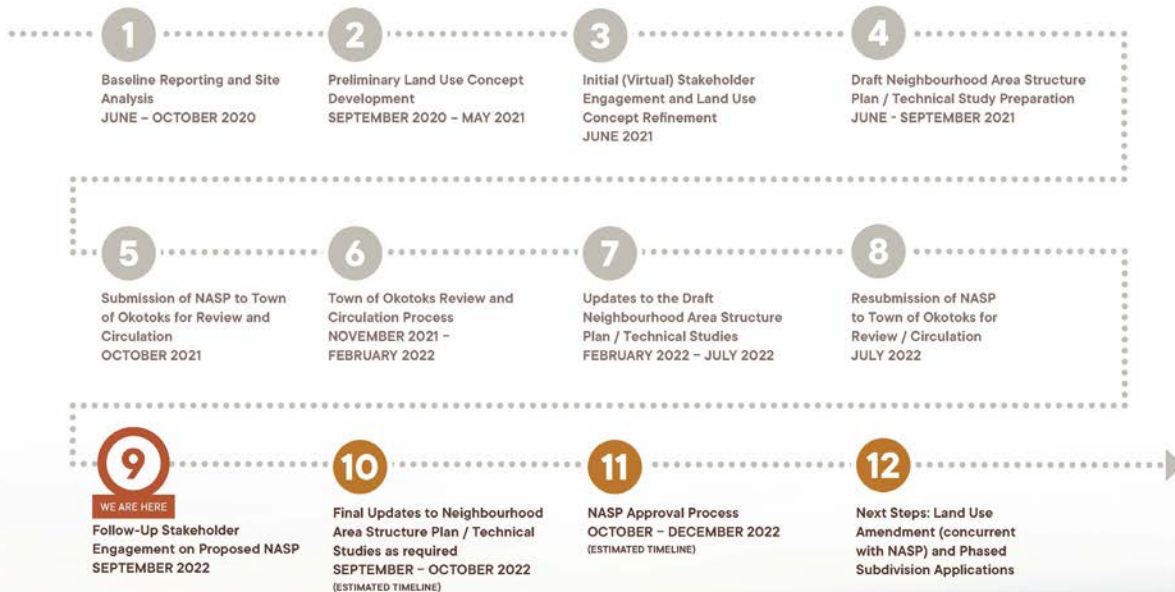 1
Baseline Reporting and Site
Analysis
JUNE – OCTOBER 2020
2
Preliminary Land Use Concept
Development
SEPTEMBER 2020 – MAY 2021
3
Initial (Virtual) Stakeholder
Engagement and Land Use
Concept Refinement
JUNE 2021
4
Draft Neighbourhood Area Structure
Plan / Technical Study Preparation
JUNE - SEPTEMBER 2021
5
Submission of NASP to Town
of Okotoks for Review and
Circulation
OCTOBER 2021
6
Town of Okotoks Review and
Circulation Process
NOVEMBER 2021 –
FEBRUARY 2022
7
Updates to the Draft
Neighbourhood Area Structure
Plan / Technical Studies
FEBRUARY 2022 – JULY 2022
8
Resubmission of NASP
to Town of Okotoks for
Review / Circulation
JULY 2022
9
WE ARE HERE
Follow-Up Stakeholder
Engagement on Proposed NASP
SEPTEMBER 2022
10
Final Updates to Neighbourhood
Area Structure Plan / Technical
Studies as required
SEPTEMBER – OCTOBER 2022
(ESTIMATED TIMELINE)
11
NASP Approval Process
OCTOBER – DECEMBER 2022
(ESTIMATED TIMELINE)
12
Next Steps: Land Use
Amendment (concurrent
with NASP) and Phased
Subdivision Applications